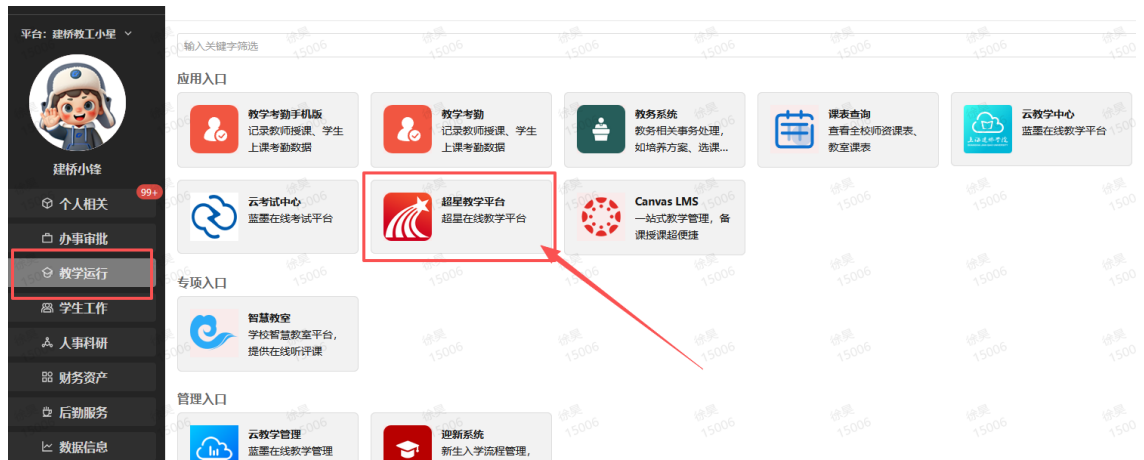 平台：建桥教工小星
建桥小锋
99+
个人相关
办事审批
教学运行
学生工作
人事科研
财务资产
后勤服务
数据信息
输入关键字筛选
应用入口
教学考勤手机版
记录教师授课、学生
上课考勤数据
教学考勤
记录教师授课、学生
上课考勤数据
教务系统
教务相关事务处理，
如培养方案、选课...
课表查询
查看全校师资课表、
教室课表
云教学中心
蓝墨在线教学平台
云考试中心
蓝墨在线考试平台
超星教学平台
超星在线教学平台
Canvas LMS
一站式教学管理，备
课授课超便捷
专项入口
智慧教室
学校智慧教室平台，
提供在线听评课
管理入口
云教学管理
蓝墨在线教学管理
迎新系统
新生入学流程管理，
15006